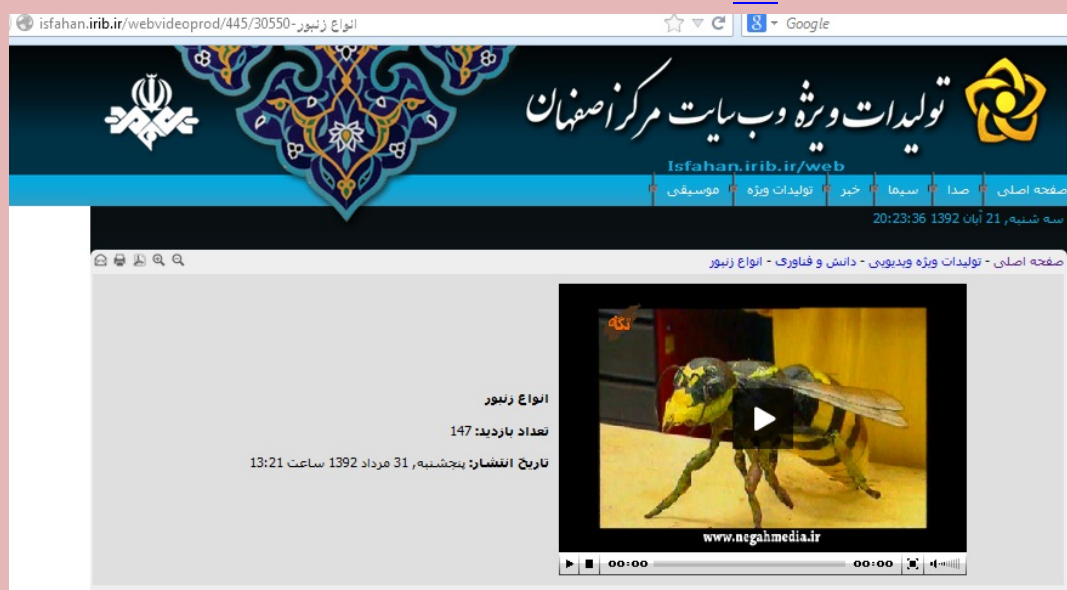 isfahan.irib.ir/webvideoprod/445/30550-انواع زنبور
Google
تولیدات ویژه وب سایت مرکز اصفهان
Isfahan.irib.ir/web
صفحه اصلی صدا سیما خبر تولیدات ویژه موسیقی
سه شنبه, 21 آبان 1392 20:23:36
صفحه اصلی - تولیدات ویژه ویدیویی - دانش و فناوری - انواع زنبور
تگه
انواع زنبور
تعداد بازدید: 147
تاریخ انتشار: پنجشنبه, 31 مرداد 1392 ساعت 13:21
www.negahmedia.ir
00:00 00:00